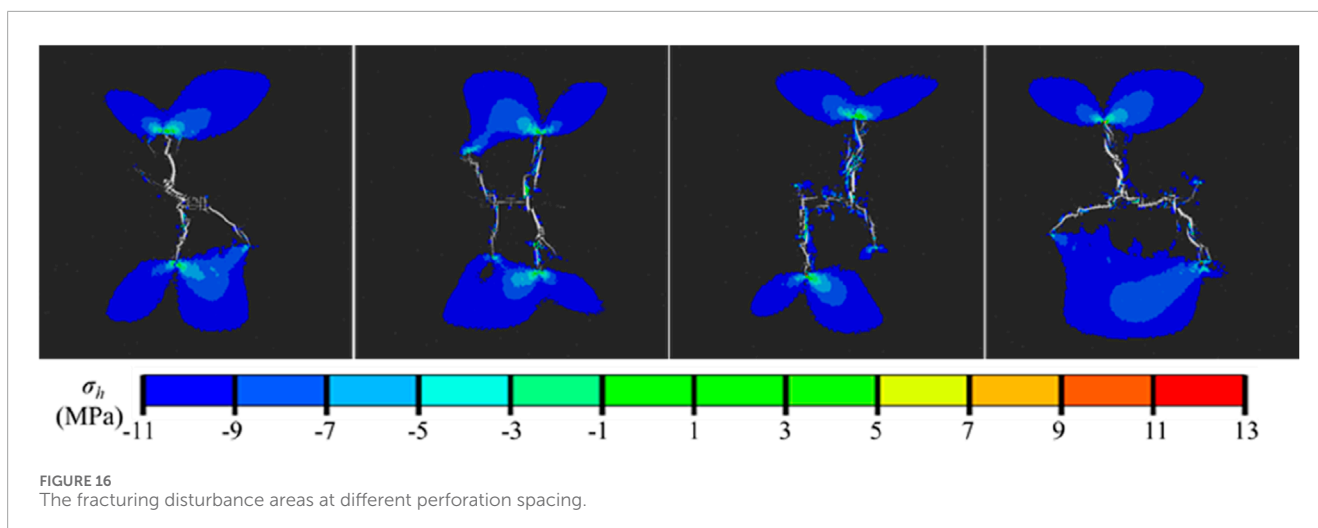 σh
(MPa)
-11 -9 -7 -5 -3 -1 1 3 5 7 9 11 13
FIGURE 16
The fracturing disturbance areas at different perforation spacing.